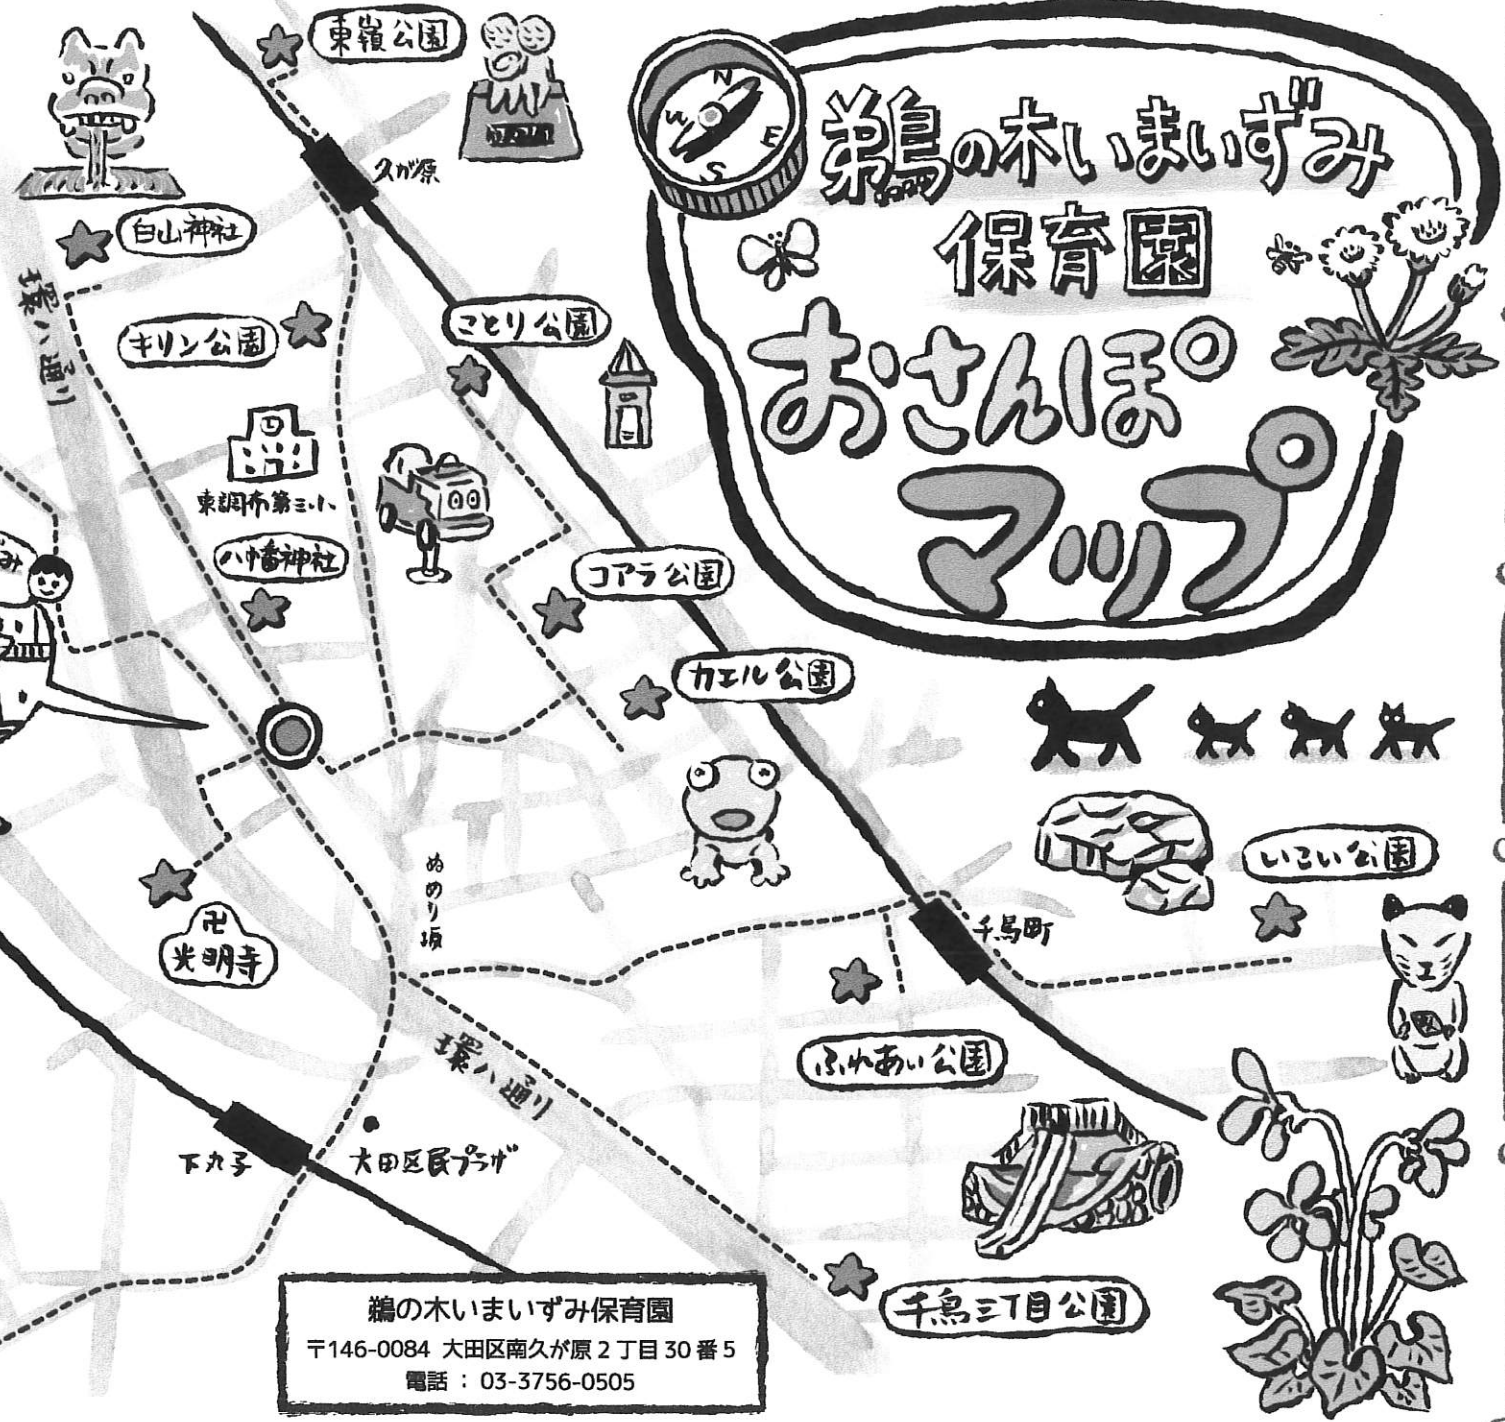 鵜の木いまいずみ
保育園
おさんぽ
マップ
N
W
E
S
東嶺公園
久が原
白山神社
環八通り
キリン公園
ことり公園
東調布第三小
八幡神社
コアラ公園
カエル公園
いこい公園
ぬめり坂
卍
光明寺
千鳥町
ふれあい公園
環八通り
下丸子
大田区民プラザ
千鳥三丁目公園
鵜の木いまいずみ保育園
〒146-0084 大田区南久が原2丁目30番5
電話 : 03-3756-0505